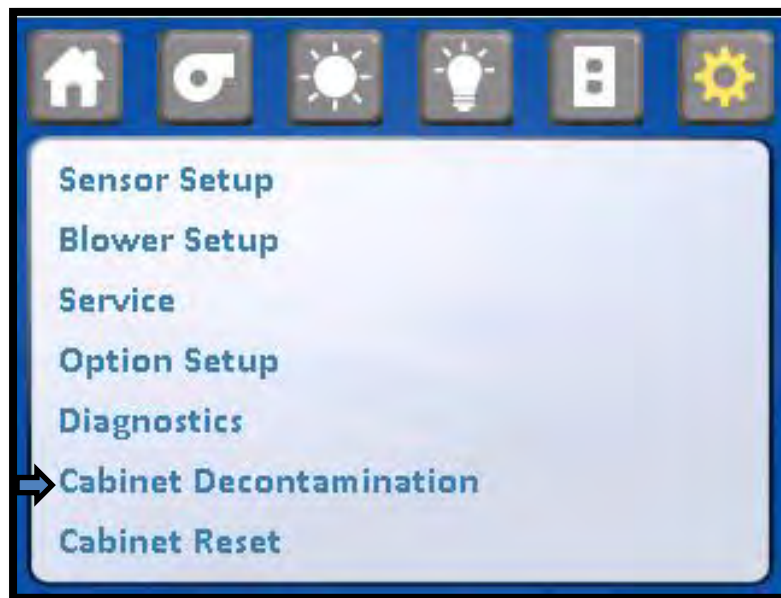 Sensor Setup
Blower Setup
Service
Option Setup
Diagnostics
Cabinet Decontamination
Cabinet Reset